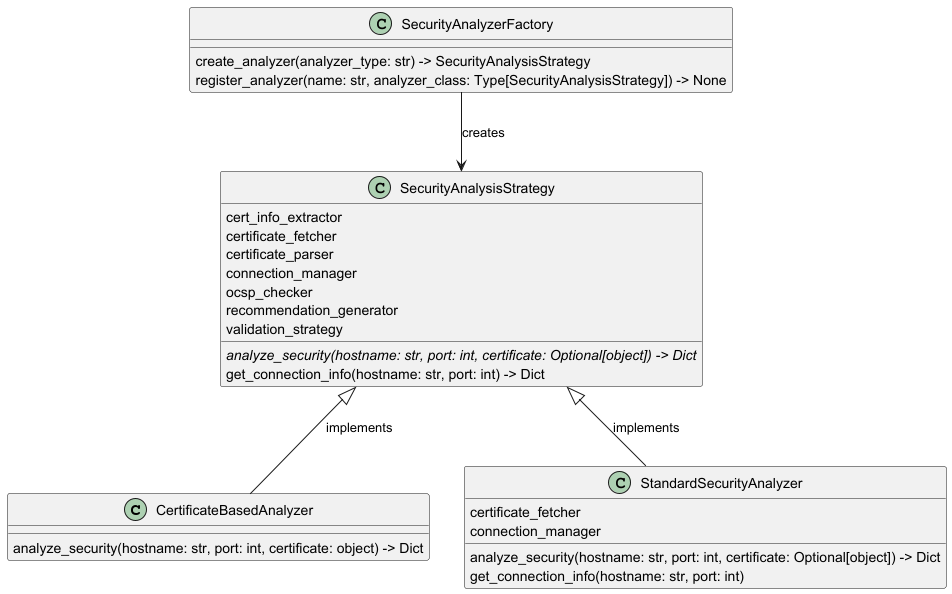 C SecurityAnalyzerFactory
create_analyzer(analyzer_type: str) -> SecurityAnalysisStrategy
register_analyzer(name: str, analyzer_class: Type[SecurityAnalysisStrategy]) -> None
creates
C SecurityAnalysisStrategy
cert_info_extractor
certificate_fetcher
certificate_parser
connection_manager
ocsp_checker
recommendation_generator
validation_strategy
analyze_security(hostname: str, port: int, certificate: Optional[object]) -> Dict
get_connection_info(hostname: str, port: int) -> Dict
implements
implements
C CertificateBasedAnalyzer
analyze_security(hostname: str, port: int, certificate: object) -> Dict
C StandardSecurityAnalyzer
certificate_fetcher
connection_manager
analyze_security(hostname: str, port: int, certificate: Optional[object]) -> Dict
get_connection_info(hostname: str, port: int)